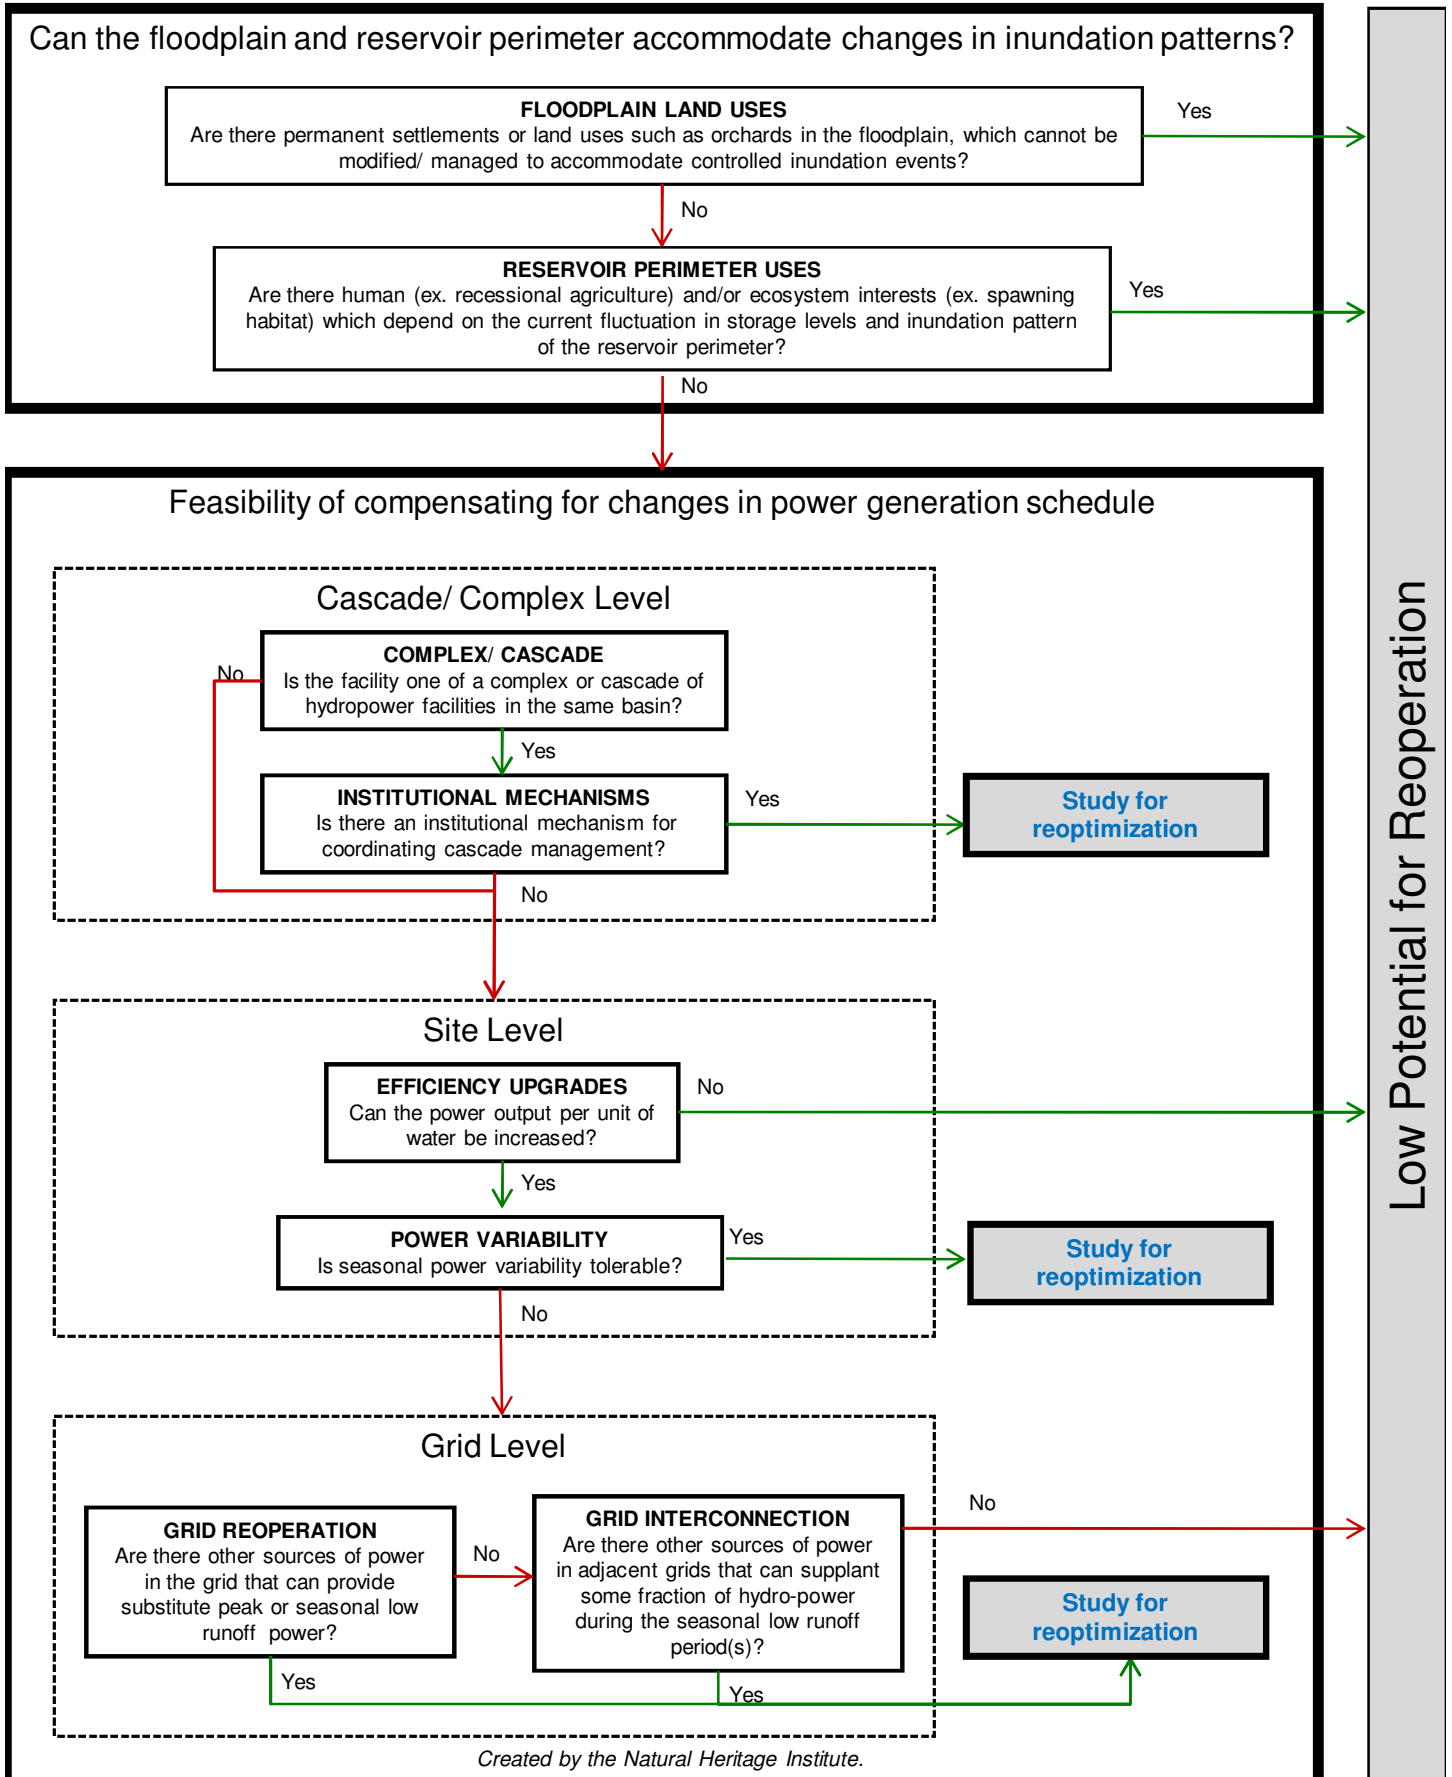 Can the floodplain and reservoir perimeter accommodate changes in inundation patterns?
FLOODPLAIN LAND USES
Are there permanent settlements or land uses such as orchards in the floodplain, which cannot be
modified/ managed to accommodate controlled inundation events?
Yes
No
RESERVOIR PERIMETER USES
Are there human (ex. recessional agriculture) and/or ecosystem interests (ex. spawning
habitat) which depend on the current fluctuation in storage levels and inundation pattern
of the reservoir perimeter?
Yes
No
Feasibility of compensating for changes in power generation schedule
Cascade/ Complex Level
COMPLEX/ CASCADE
Is the facility one of a complex or cascade of
hydropower facilities in the same basin?
No
Yes
INSTITUTIONAL MECHANISMS
Is there an institutional mechanism for
coordinating cascade management?
Yes
Study for
reoptimization
No
Site Level
EFFICIENCY UPGRADES
Can the power output per unit of
water be increased?
No
Yes
POWER VARIABILITY
Is seasonal power variability tolerable?
Yes
Study for
reoptimization
No
Grid Level
GRID REOPERATION
Are there other sources of power
in the grid that can provide
substitute peak or seasonal low
runoff power?
No
Yes
GRID INTERCONNECTION
Are there other sources of power
in adjacent grids that can supplant
some fraction of hydro-power
during the seasonal low runoff
period(s)?
No
Yes
Study for
reoptimization
Created by the Natural Heritage Institute.
Low Potential for Reoperation